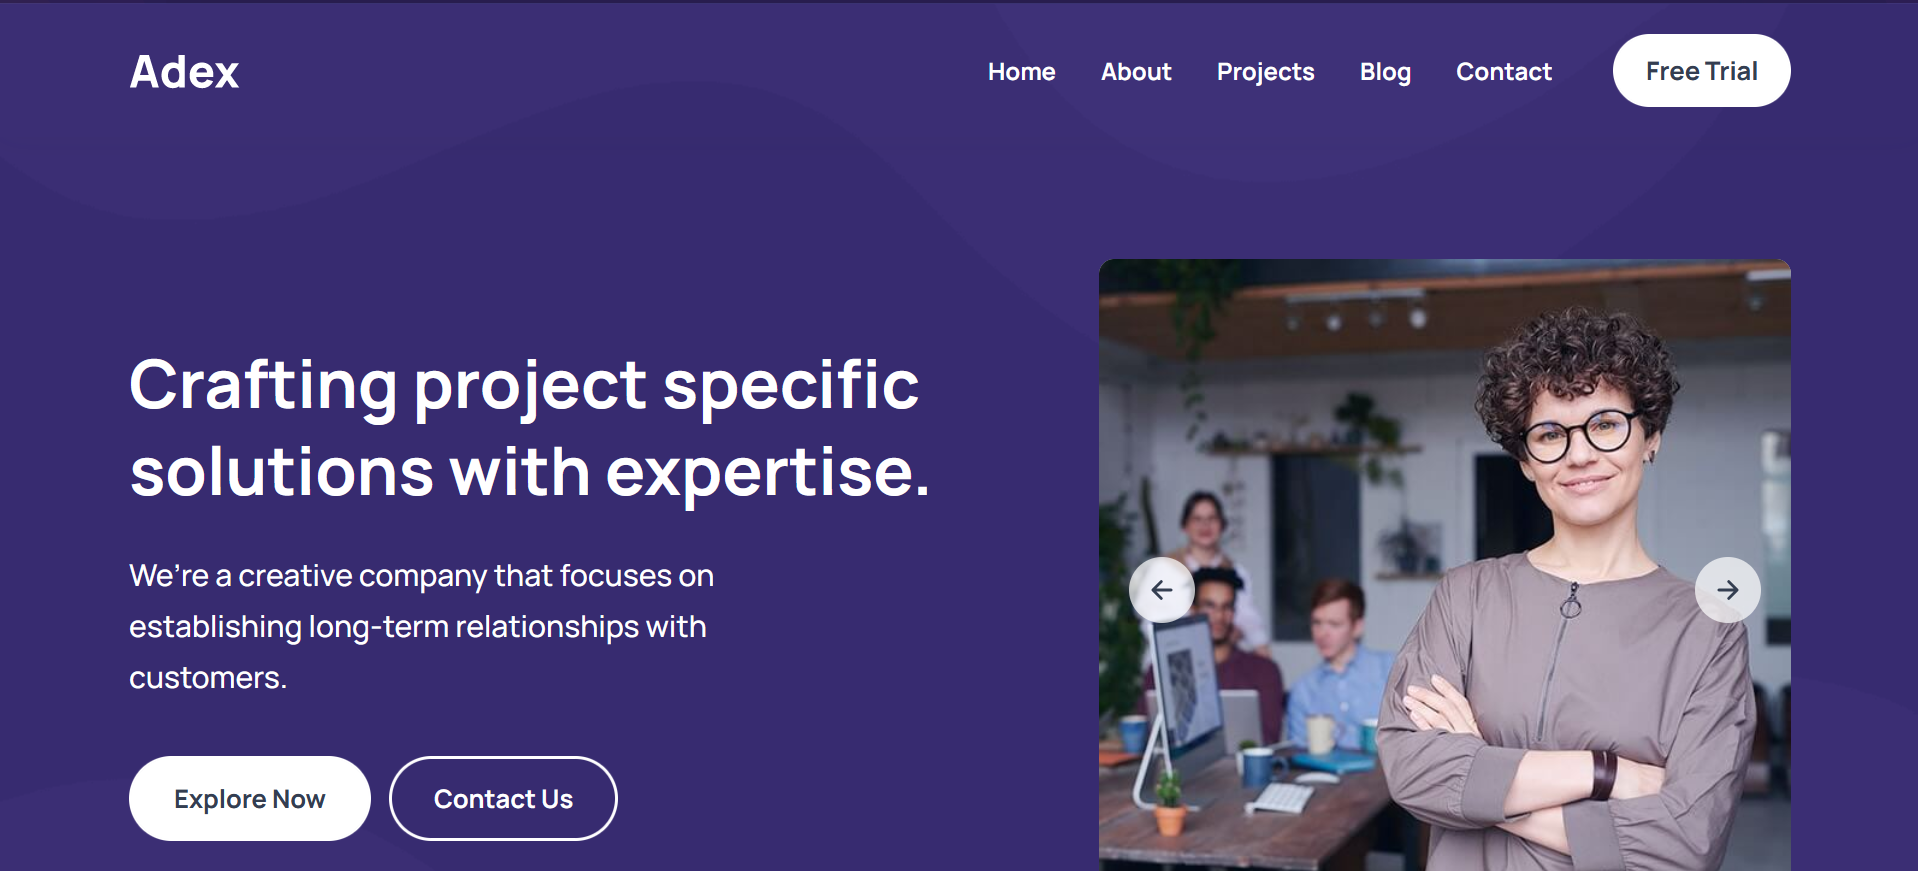 Adex
Home
About
Projects
Blog
Contact
Free Trial
Crafting project specific
solutions with expertise.
We’re a creative company that focuses on
establishing long-term relationships with
customers.
Explore Now
Contact Us